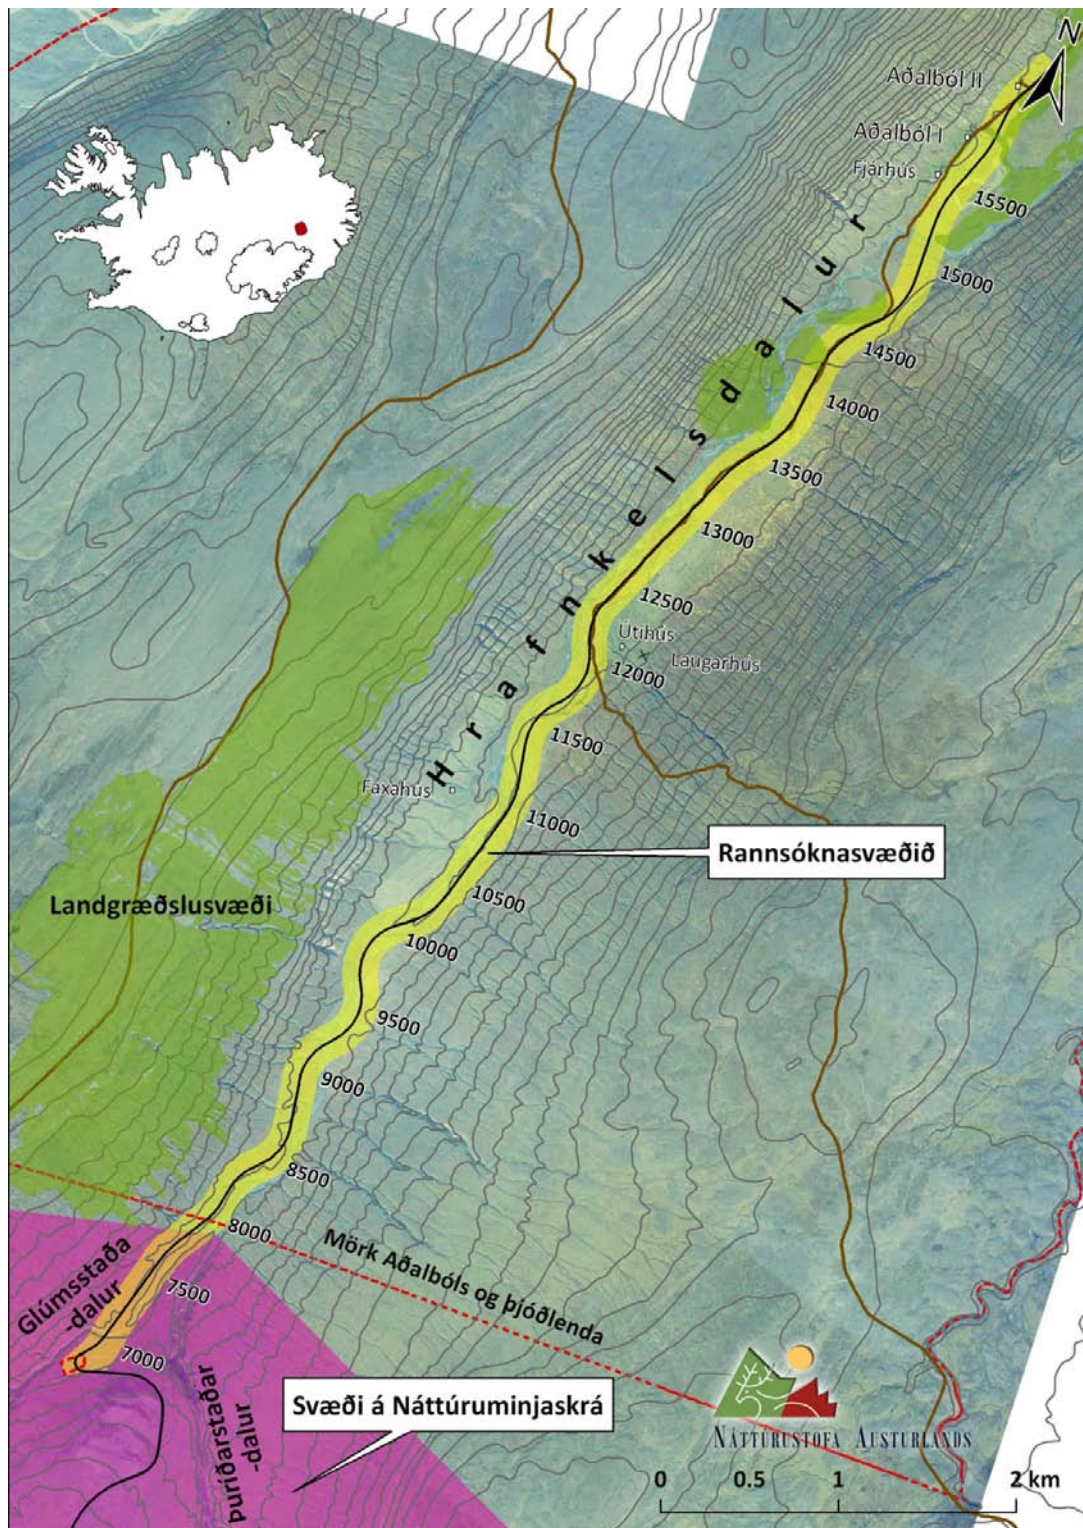 N
Aðalból II
Aðalból I
Fjárhús
15500
15000
14500
14000
13500
13000
12500
Hrafnkelsdalur
Útihús
Laugarhús
12000
11500
Faxahús
11000
Rannsóknasvæðið
10500
Landgræðslusvæði
10000
9500
9000
8500
8000
Mörk Aðalbóls og þjóðlenda
Glúmsstaða
-dalur
7500
7000
Þuríðarstaðar
-dalur
Svæði á Náttúruminjaskrá
NÁTTÚRUSTOFA AUSTURLANDS
0 0.5 1 2 km